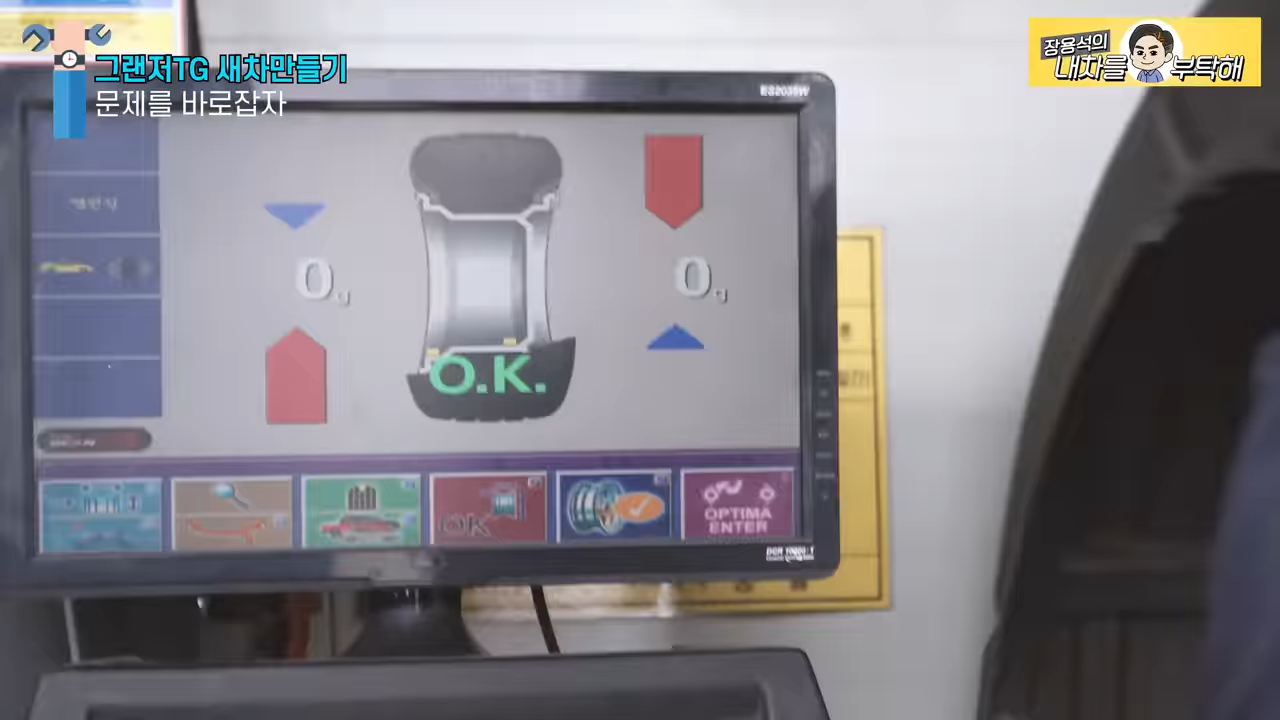 그랜저TG 새차만들기
문제를 바로잡자
장용석의
내차를 부탁해
ES2035W
0g
0g
O.K.
OK
OPTIMA
ENTER